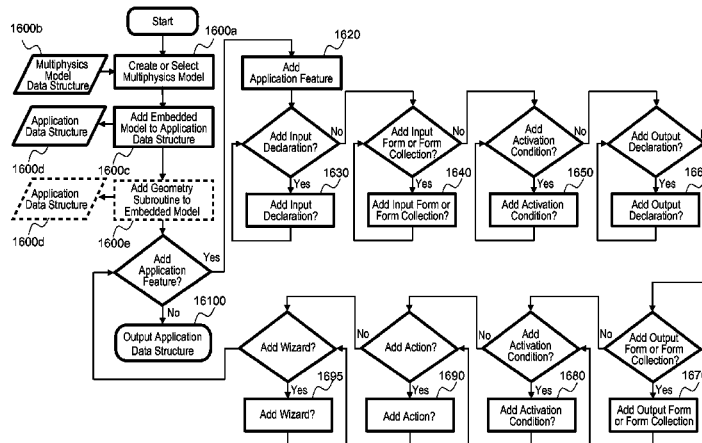 Start
1600b
1600a
1620
Multiphysics
Model
Data Structure
Create or Select
Multiphysics Model
Add
Application Feature
Application
Data Structure
Add Embedded
Model to Application
Data Structure
1600d
1600c
Add Input
Declaration?
No
Yes
Add Input
Form or Form
Collection?
No
Yes
Add
Activation
Condition?
No
Yes
Add Output
Declaration?
No
Yes
1630
1640
1650
Add Input
Declaration?
Add Input Form or
Form Collection?
Add Activation
Condition?
Add Output
Declaration?
Application
Data Structure
Add Geometry
Subroutine to
Embedded Model
1600d
1600e
Add
Application
Feature?
Yes
No
16100
Output Application
Data Structure
Add Wizard?
Yes
No
Add Action?
Yes
No
Add
Activation
Condition?
Yes
No
Add Output
Form or Form
Collection?
Yes
1695
1690
1680
Add Wizard?
Add Action?
Add Activation
Condition?
Add Output Form
or Form Collection